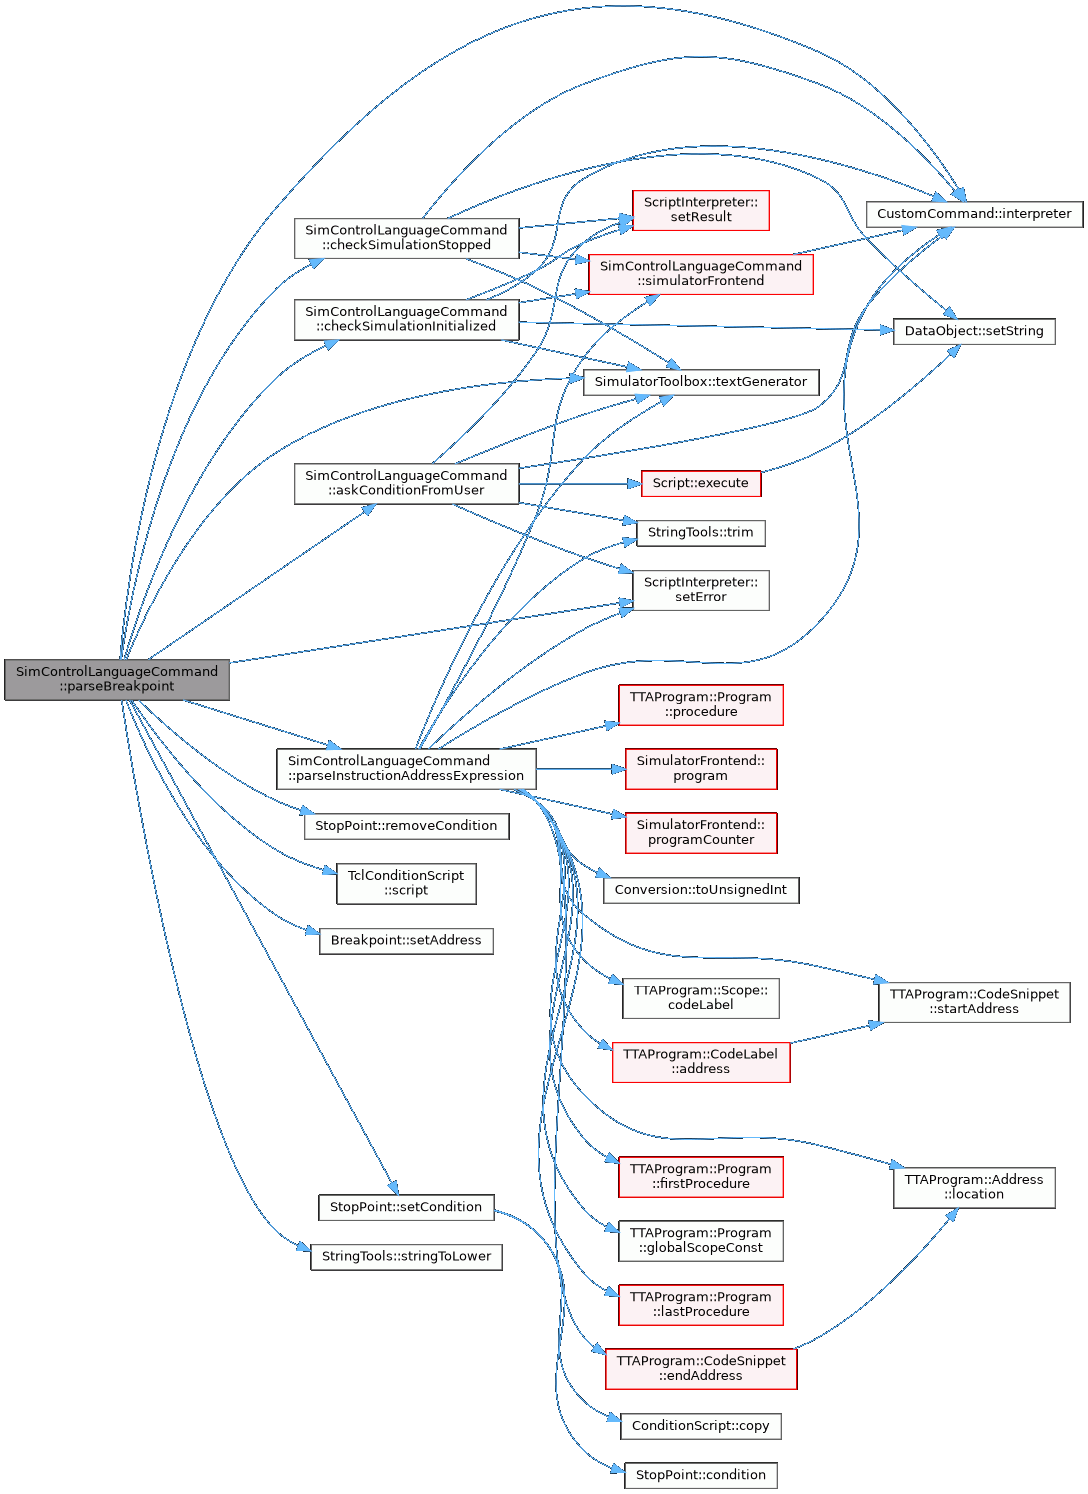 SimControlLanguageCommand
::parseBreakpoint
SimControlLanguageCommand
::checkSimulationStopped
SimControlLanguageCommand
::checkSimulationInitialized
SimControlLanguageCommand
::askConditionFromUser
SimControlLanguageCommand
::parseInstructionAddressExpression
StopPoint::removeCondition
TclConditionScript
::script
Breakpoint::setAddress
StopPoint::setCondition
StringTools::stringToLower
ScriptInterpreter::
setResult
SimControlLanguageCommand
::simulatorFrontend
SimulatorToolbox::textGenerator
Script::execute
StringTools::trim
ScriptInterpreter::
setError
TTAProgram::Program
::procedure
SimulatorFrontend::
program
SimulatorFrontend::
programCounter
Conversion::toUnsignedInt
TTAProgram::Scope::
codeLabel
TTAProgram::CodeLabel
::address
TTAProgram::Program
::firstProcedure
TTAProgram::Program
::globalScopeConst
TTAProgram::Program
::lastProcedure
TTAProgram::CodeSnippet
::endAddress
ConditionScript::copy
StopPoint::condition
CustomCommand::interpreter
DataObject::setString
TTAProgram::CodeSnippet
::startAddress
TTAProgram::Address
::location